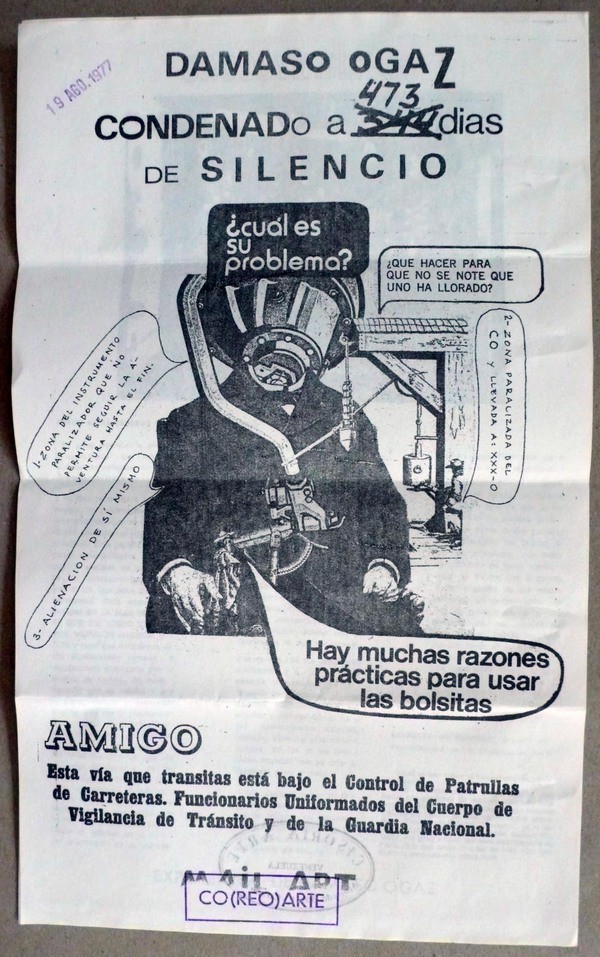 19 AGO. 1977
DAMASO OGAZ
473
CONDENADO a 344 dias
DE SILENCIO
¿cuál es
su
problema?
¿QUE HACER PARA
QUE NO SE NOTE QUE
UNO HA LLORADO?
1-ZONA DEL INSTRUMENTO
PARALIZADOR QUE NO
PERMITE SEGUIR LA A-
VENTURA HASTA EL FIN.
2- ZONA PARALIZADA DEL
CO Y LLEVADA A: XXX-O
3- ALIENACION DE SÍ MISMO
Hay muchas razones
prácticas para usar
las bolsitas
AMIGO
Esta vía que transitas está bajo el Control de Patrullas
de Carreteras. Funcionarios Uniformados del Cuerpo de
Vigilancia de Tránsito y de la Guardia Nacional.
VENEZUELA
MAIL ART
CO(REO)ARTE